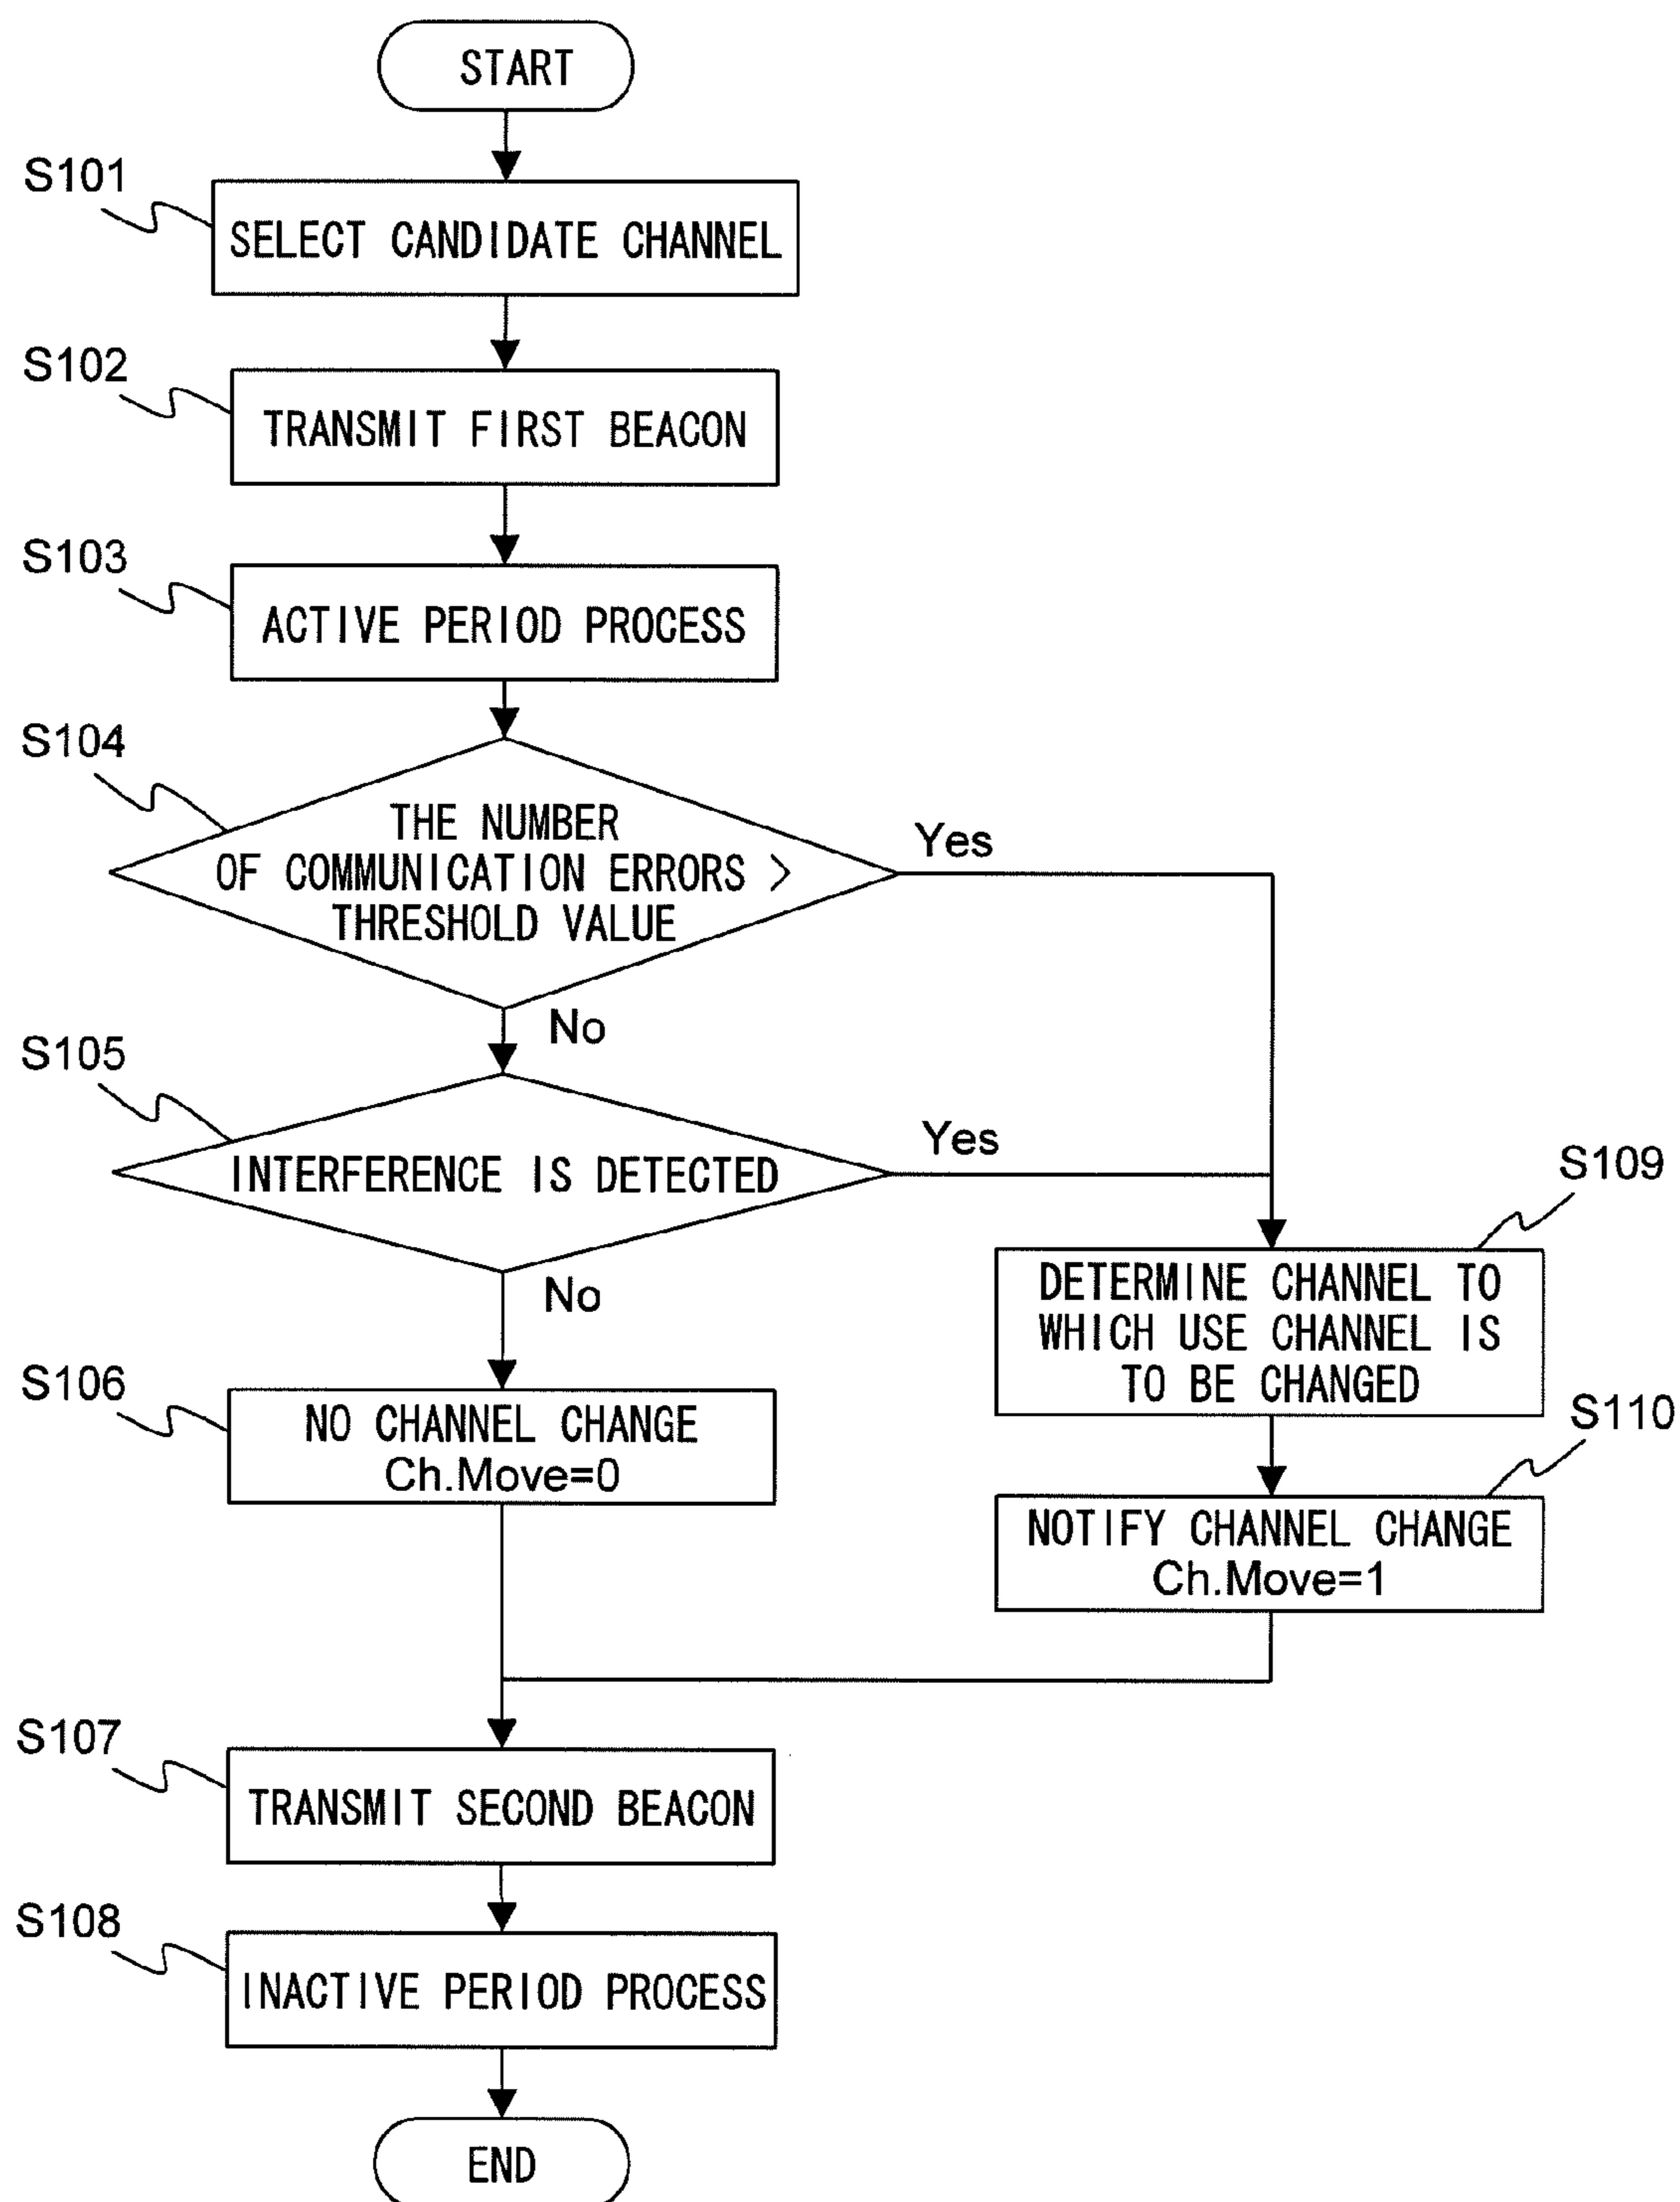 START
S101
SELECT CANDIDATE CHANNEL
S102
TRANSMIT FIRST BEACON
S103
ACTIVE PERIOD PROCESS
S104
THE NUMBER
OF COMMUNICATION ERRORS >
THRESHOLD VALUE
Yes
No
S105
INTERFERENCE IS DETECTED
Yes
No
S109
DETERMINE CHANNEL TO
WHICH USE CHANNEL IS
TO BE CHANGED
S106
NO CHANNEL CHANGE
Ch.Move=0
S110
NOTIFY CHANNEL CHANGE
Ch.Move=1
S107
TRANSMIT SECOND BEACON
S108
INACTIVE PERIOD PROCESS
END